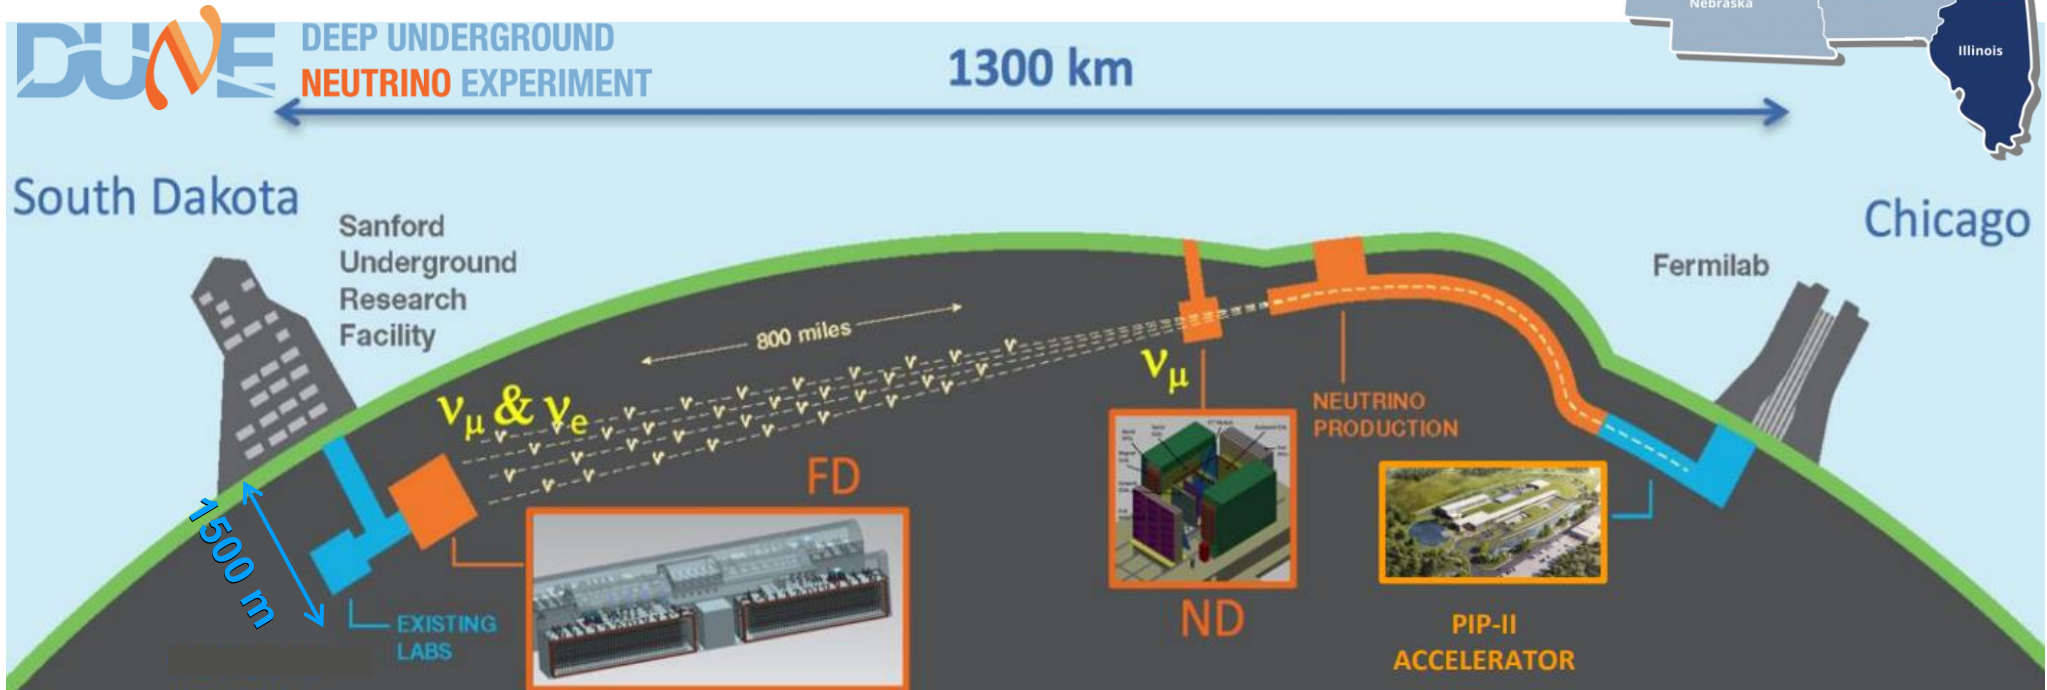 DUNE
DEEP UNDERGROUND
NEUTRINO EXPERIMENT
1300 km
Nebraska
Illinois
South Dakota
Chicago
Sanford
Underground
Research
Facility
Fermilab
800 miles
νμ & νe
νμ
NEUTRINO
PRODUCTION
FD
1500 m
EXISTING
LABS
ND
PIP-II
ACCELERATOR